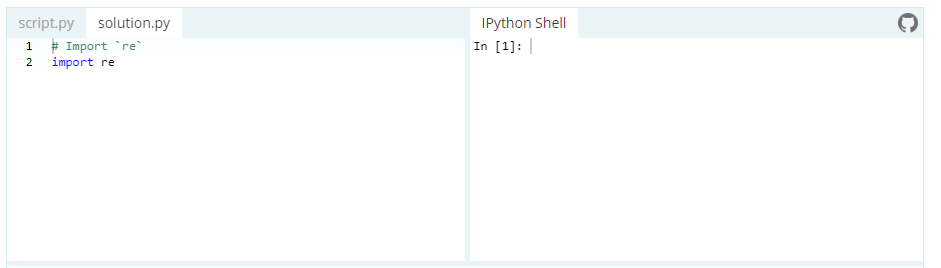 script.py solution.py
1 # Import `re`
2 import re
IPython Shell
In [1]: